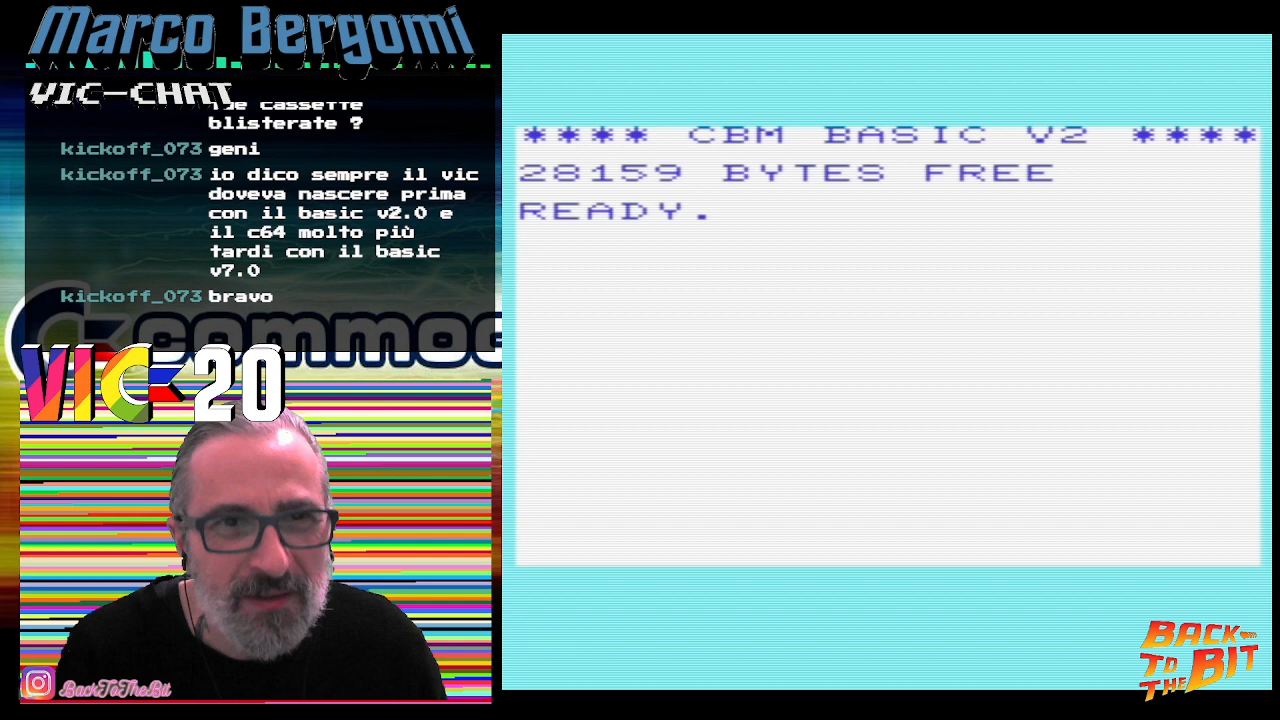 Marco Bergomi
VIC-CHAT
cassette
blisterate ?
kickoff_073 geni
kickoff_073 io dico sempre il vic
doveva nascere prima
con il basic v2.0 e
il c64 molto più
tardi con il basic
v7.0
kickoff_073 bravo
commod
VIC 20
BackToTheBit
**** CBM BASIC V2 ****
28159 BYTES FREE
READY.
BACK
TO THE BIT